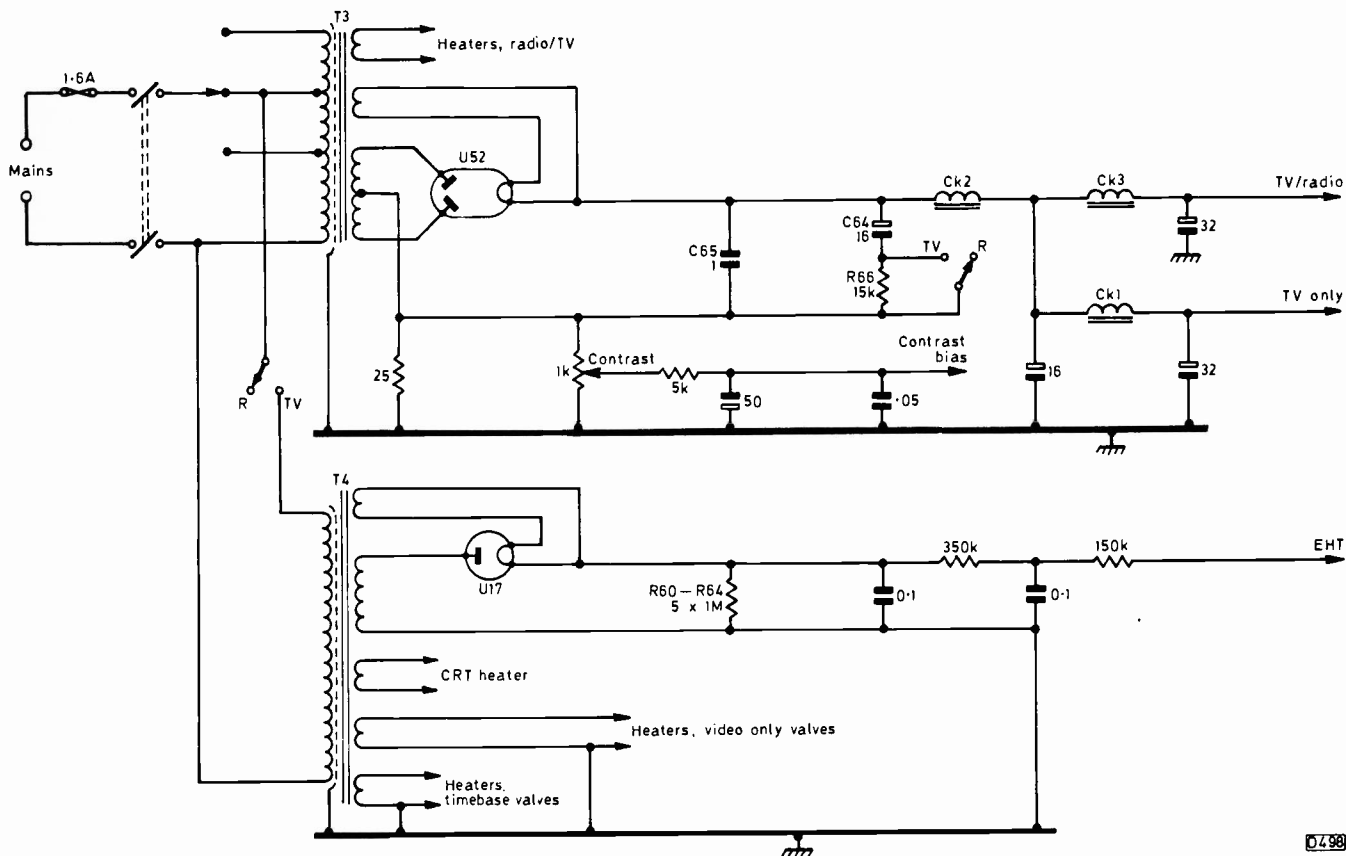 T3
Heaters, radio/TV
1·6A
Mains
U52
Ck2
Ck3
TV/radio
C64
16
TV
R
32
C65
1
R66
15k
Ck1
TV only
Contrast
Contrast
bias
25
1k
5k
50
·05
16
32
R
TV
T4
U17
350k
150k
EHT
R60 – R64
5 x 1M
0·1
0·1
CRT heater
Heaters, video only valves
Heaters,
timebase valves
D498